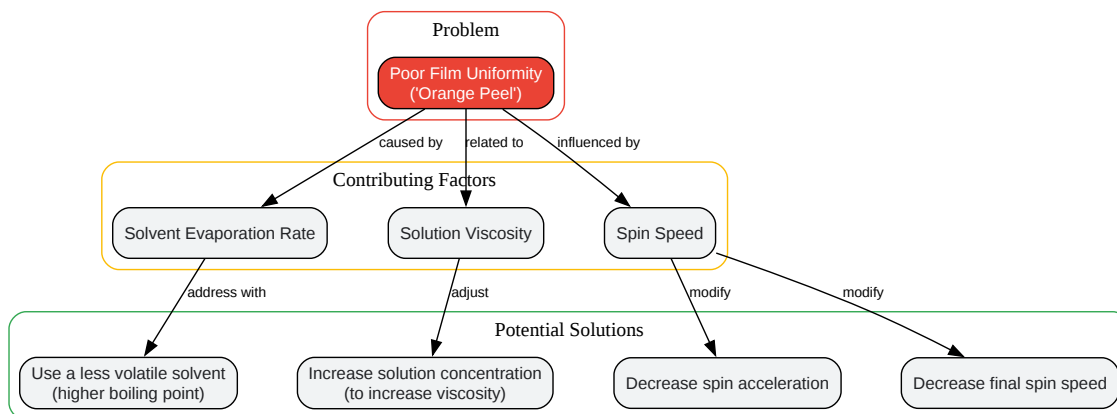 Problem
Poor Film Uniformity
('Orange Peel')
caused by
related to
influenced by
Contributing Factors
Solvent Evaporation Rate
Solution Viscosity
Spin Speed
address with
adjust
modify
modify
Potential Solutions
Use a less volatile solvent
(higher boiling point)
Increase solution concentration
(to increase viscosity)
Decrease spin acceleration
Decrease final spin speed